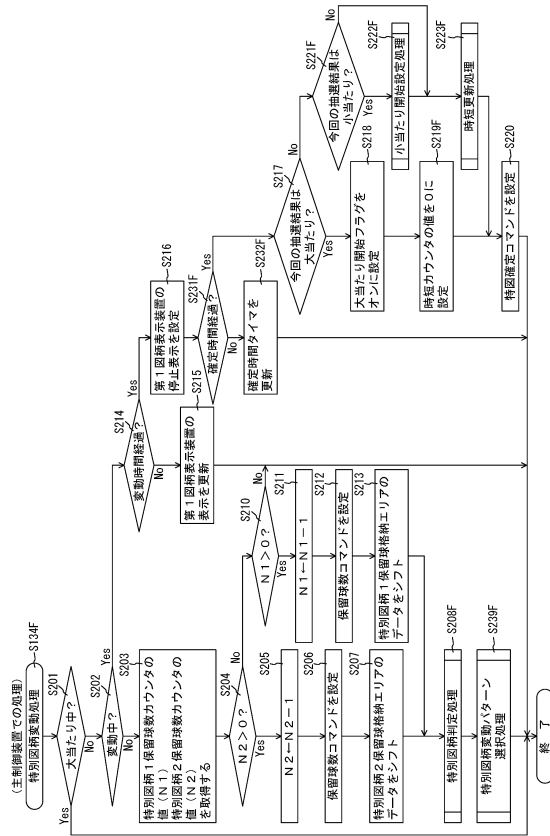 (主制御装置での処理)
特別図柄変動処理
S134F
大当たり中?
S201
Yes
No
変動中?
S202
Yes
No
特別図柄1保留球数カウンタの
値(N1)
特別図柄2保留球数カウンタの
値(N2)
を取得する
S203
N2>0?
S204
No
Yes
N2←N2-1
S205
保留球数コマンドを設定
S206
特別図柄2保留球格納エリアの
データをシフト
S207
N1>0?
S210
No
Yes
N1←N1-1
S211
保留球数コマンドを設定
S212
特別図柄1保留球格納エリアの
データをシフト
S213
特別図柄判定処理
S208F
特別図柄変動パターン
選択処理
S239F
変動時間経過?
S214
Yes
No
第1図柄表示装置の
表示を更新
S215
第1図柄表示装置の
停止表示を設定
S216
確定時間経過?
S231F
Yes
No
確定時間タイマを
更新
S232F
今回の抽選結果は
大当たり?
S217
No
Yes
大当たり開始フラグを
オンに設定
S218
時短カウンタの値を0に
設定
S219F
今回の抽選結果は
小当たり?
S221F
No
Yes
小当たり開始設定処理
S222F
時短更新処理
S223F
特図確定コマンドを設定
S220
終了